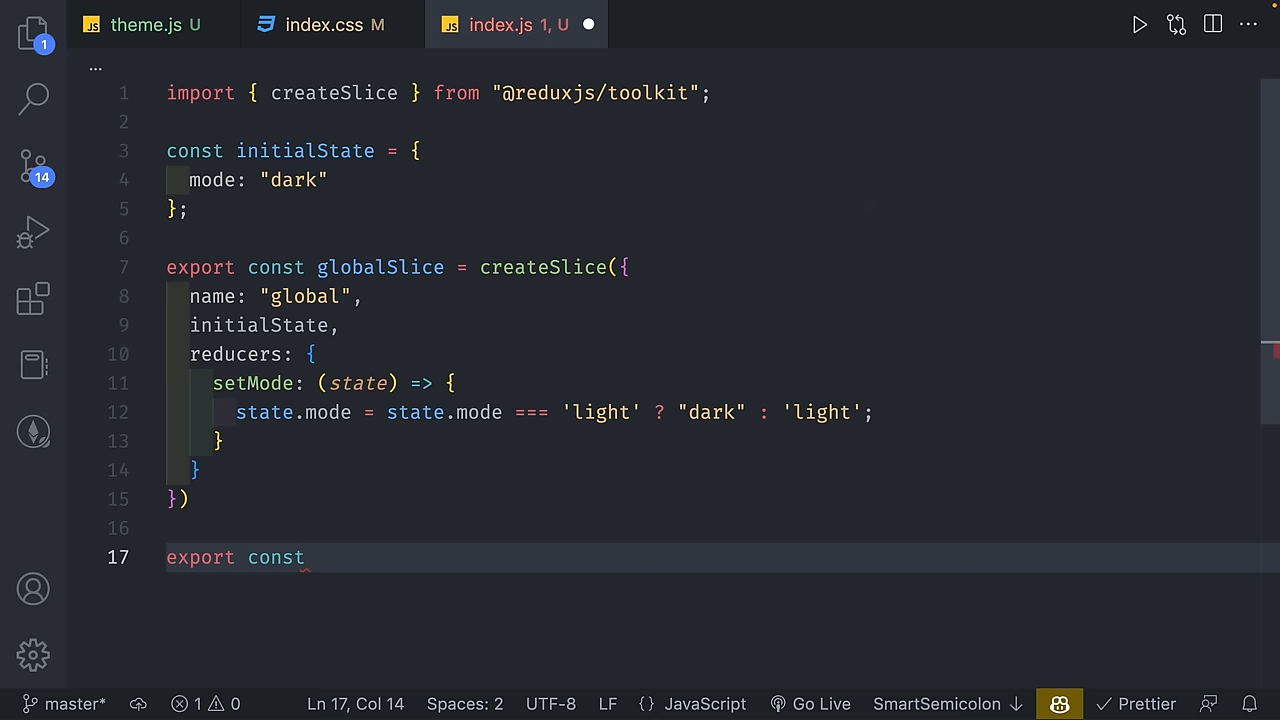 JS theme.js U
index.css M
JS index.js 1, U
1
14
...
1 import { createSlice } from "@reduxjs/toolkit";
2
3 const initialState = {
4 mode: "dark"
5 };
6
7 export const globalSlice = createSlice({
8 name: "global",
9 initialState,
10 reducers: {
11 setMode: (state) => {
12 state.mode = state.mode === 'light' ? "dark" : 'light';
13 }
14 }
15 })
16
17 export const
master* 1 0 Ln 17, Col 14 Spaces: 2 UTF-8 LF {} JavaScript Go Live SmartSemicolon ↓ ✓ Prettier